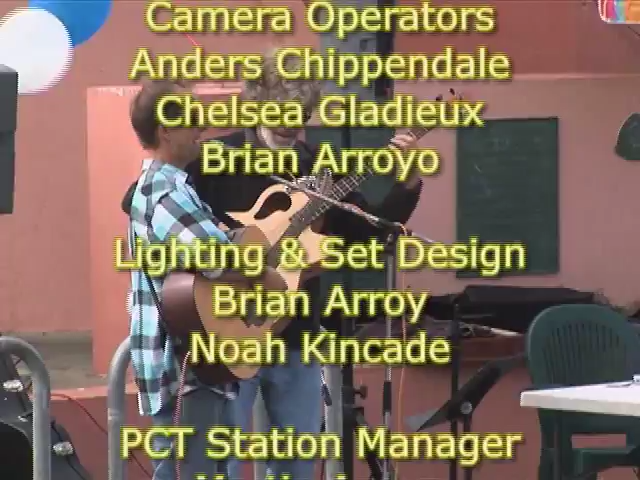 Camera Operators
Anders Chippendale
Chelsea Gladieux
Brian Arroyo
Lighting & Set Design
Brian Arroy
Noah Kincade
PCT Station Manager